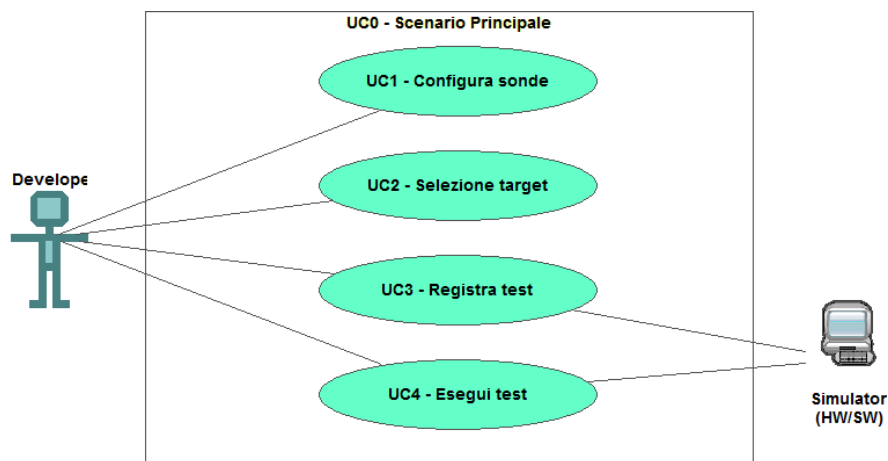 UC0 - Scenario Principale
UC1 - Configura sonde
Develope
UC2 - Selezione target
UC3 - Registra test
UC4 - Esegui test
Simulator
(HW/SW)